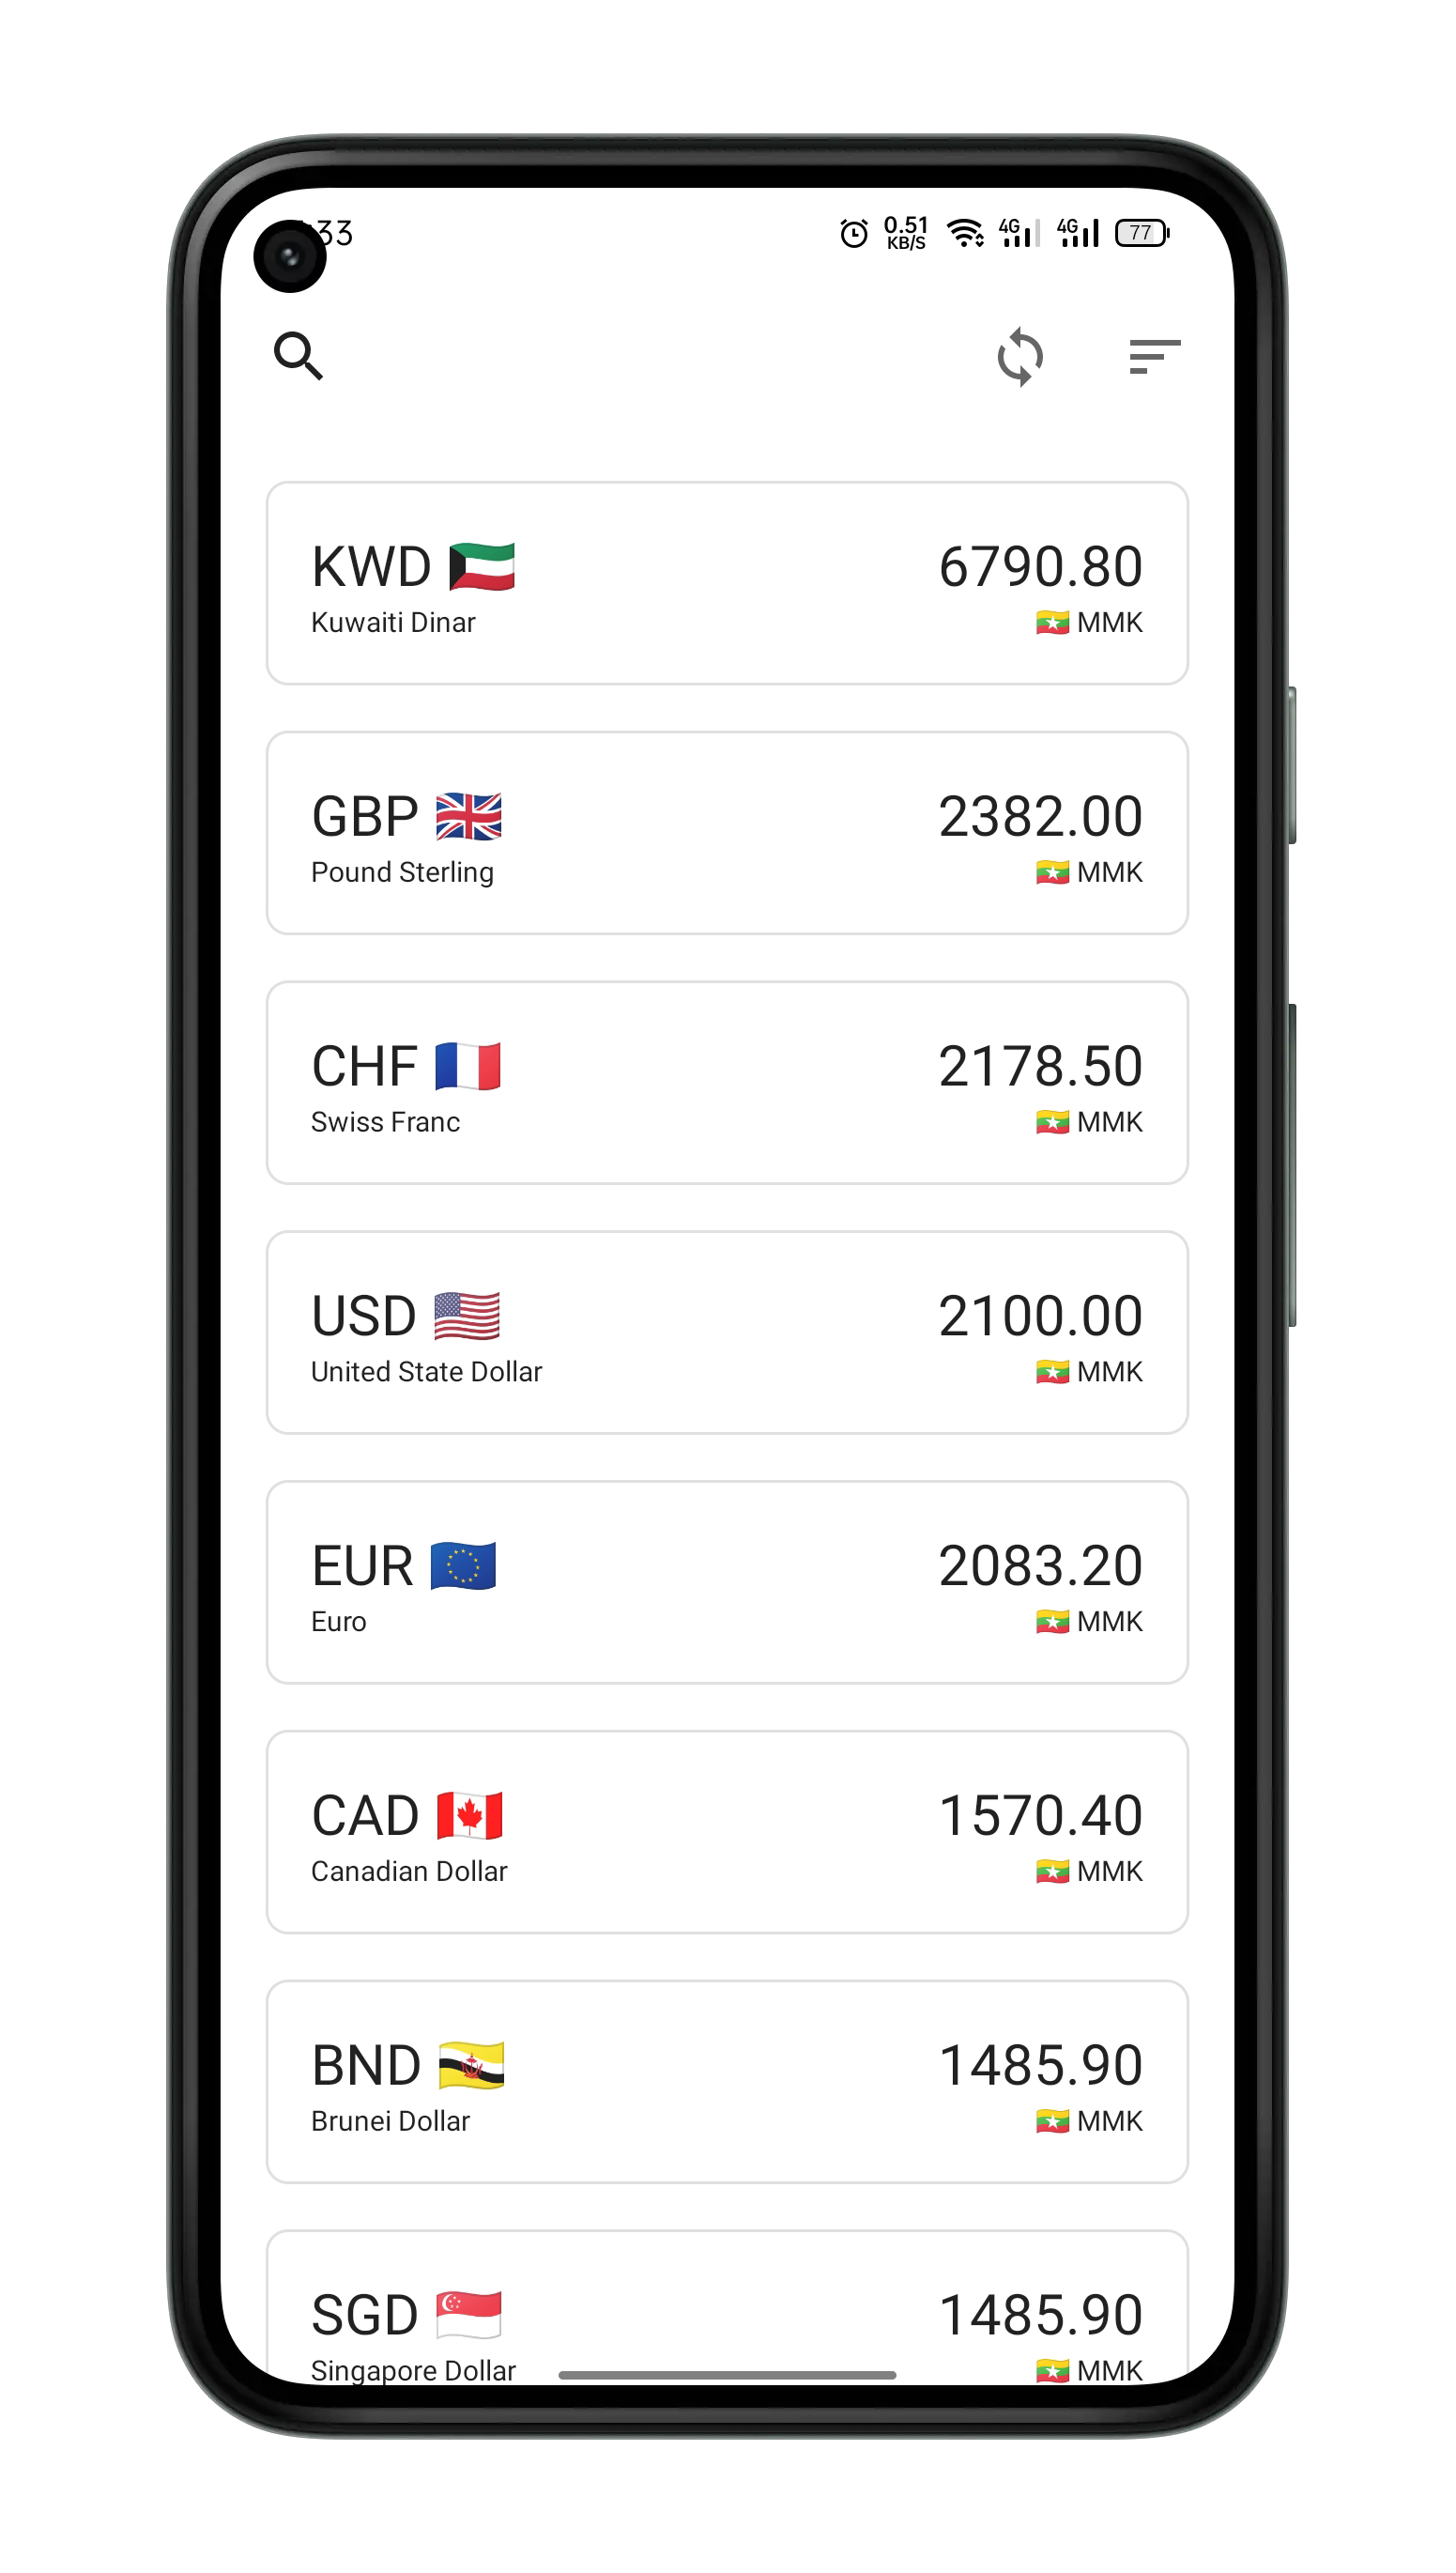 :33
0.51
KB/S
4G
4G
77
KWD 6790.80
Kuwaiti Dinar MMK
GBP 2382.00
Pound Sterling MMK
CHF 2178.50
Swiss Franc MMK
USD 2100.00
United State Dollar MMK
EUR 2083.20
Euro MMK
CAD 1570.40
Canadian Dollar MMK
BND 1485.90
Brunei Dollar MMK
SGD 1485.90
Singapore Dollar MMK